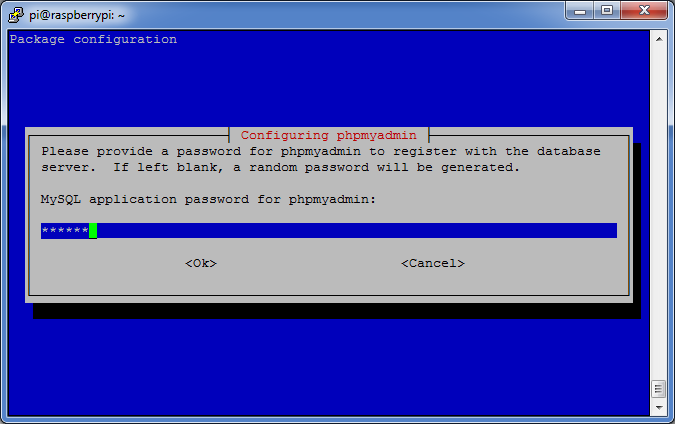 pi@raspberrypi: ~
Package configuration
Configuring phpmyadmin
Please provide a password for phpmyadmin to register with the database
server.  If left blank, a random password will be generated.
MySQL application password for phpmyadmin:
******
<Ok> <Cancel>